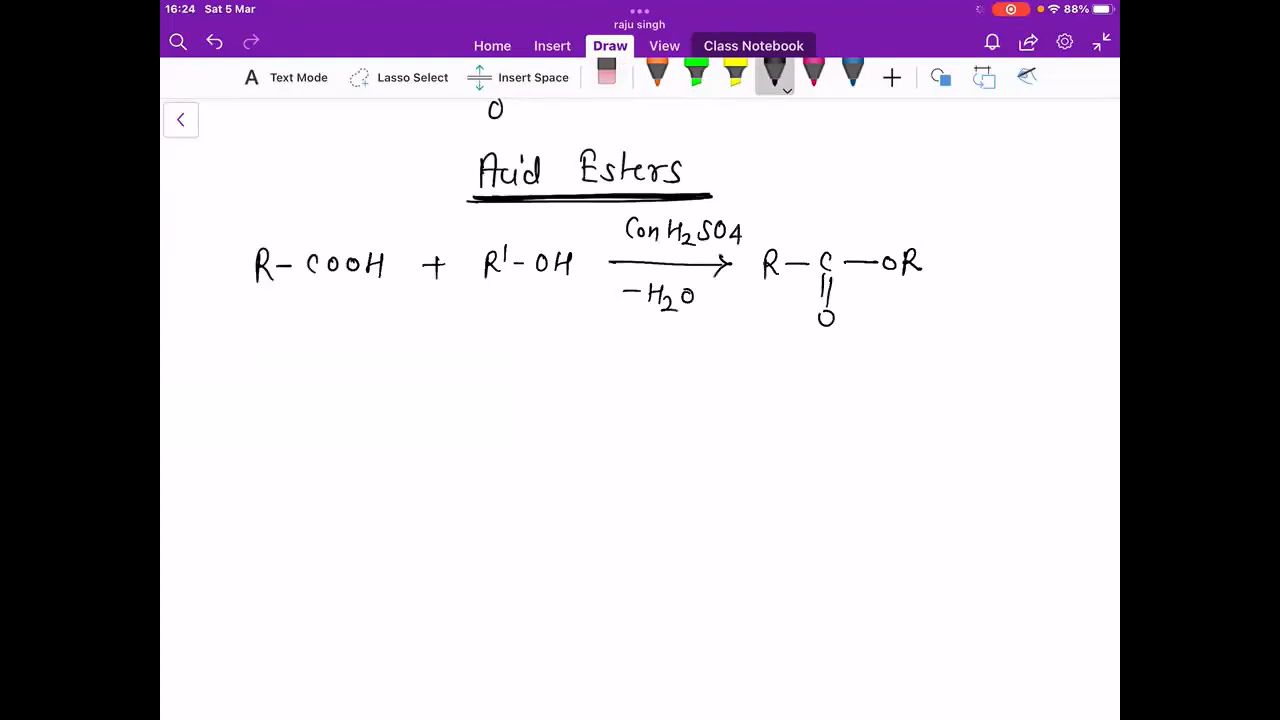 16:24 Sat 5 Mar 88%
raju singh
Home Insert Draw View Class Notebook
A Text Mode Lasso Select Insert Space
O
Acid Esters
Con H2SO4
R – COOH + R' – OH → R – C – OR
– H2O
O